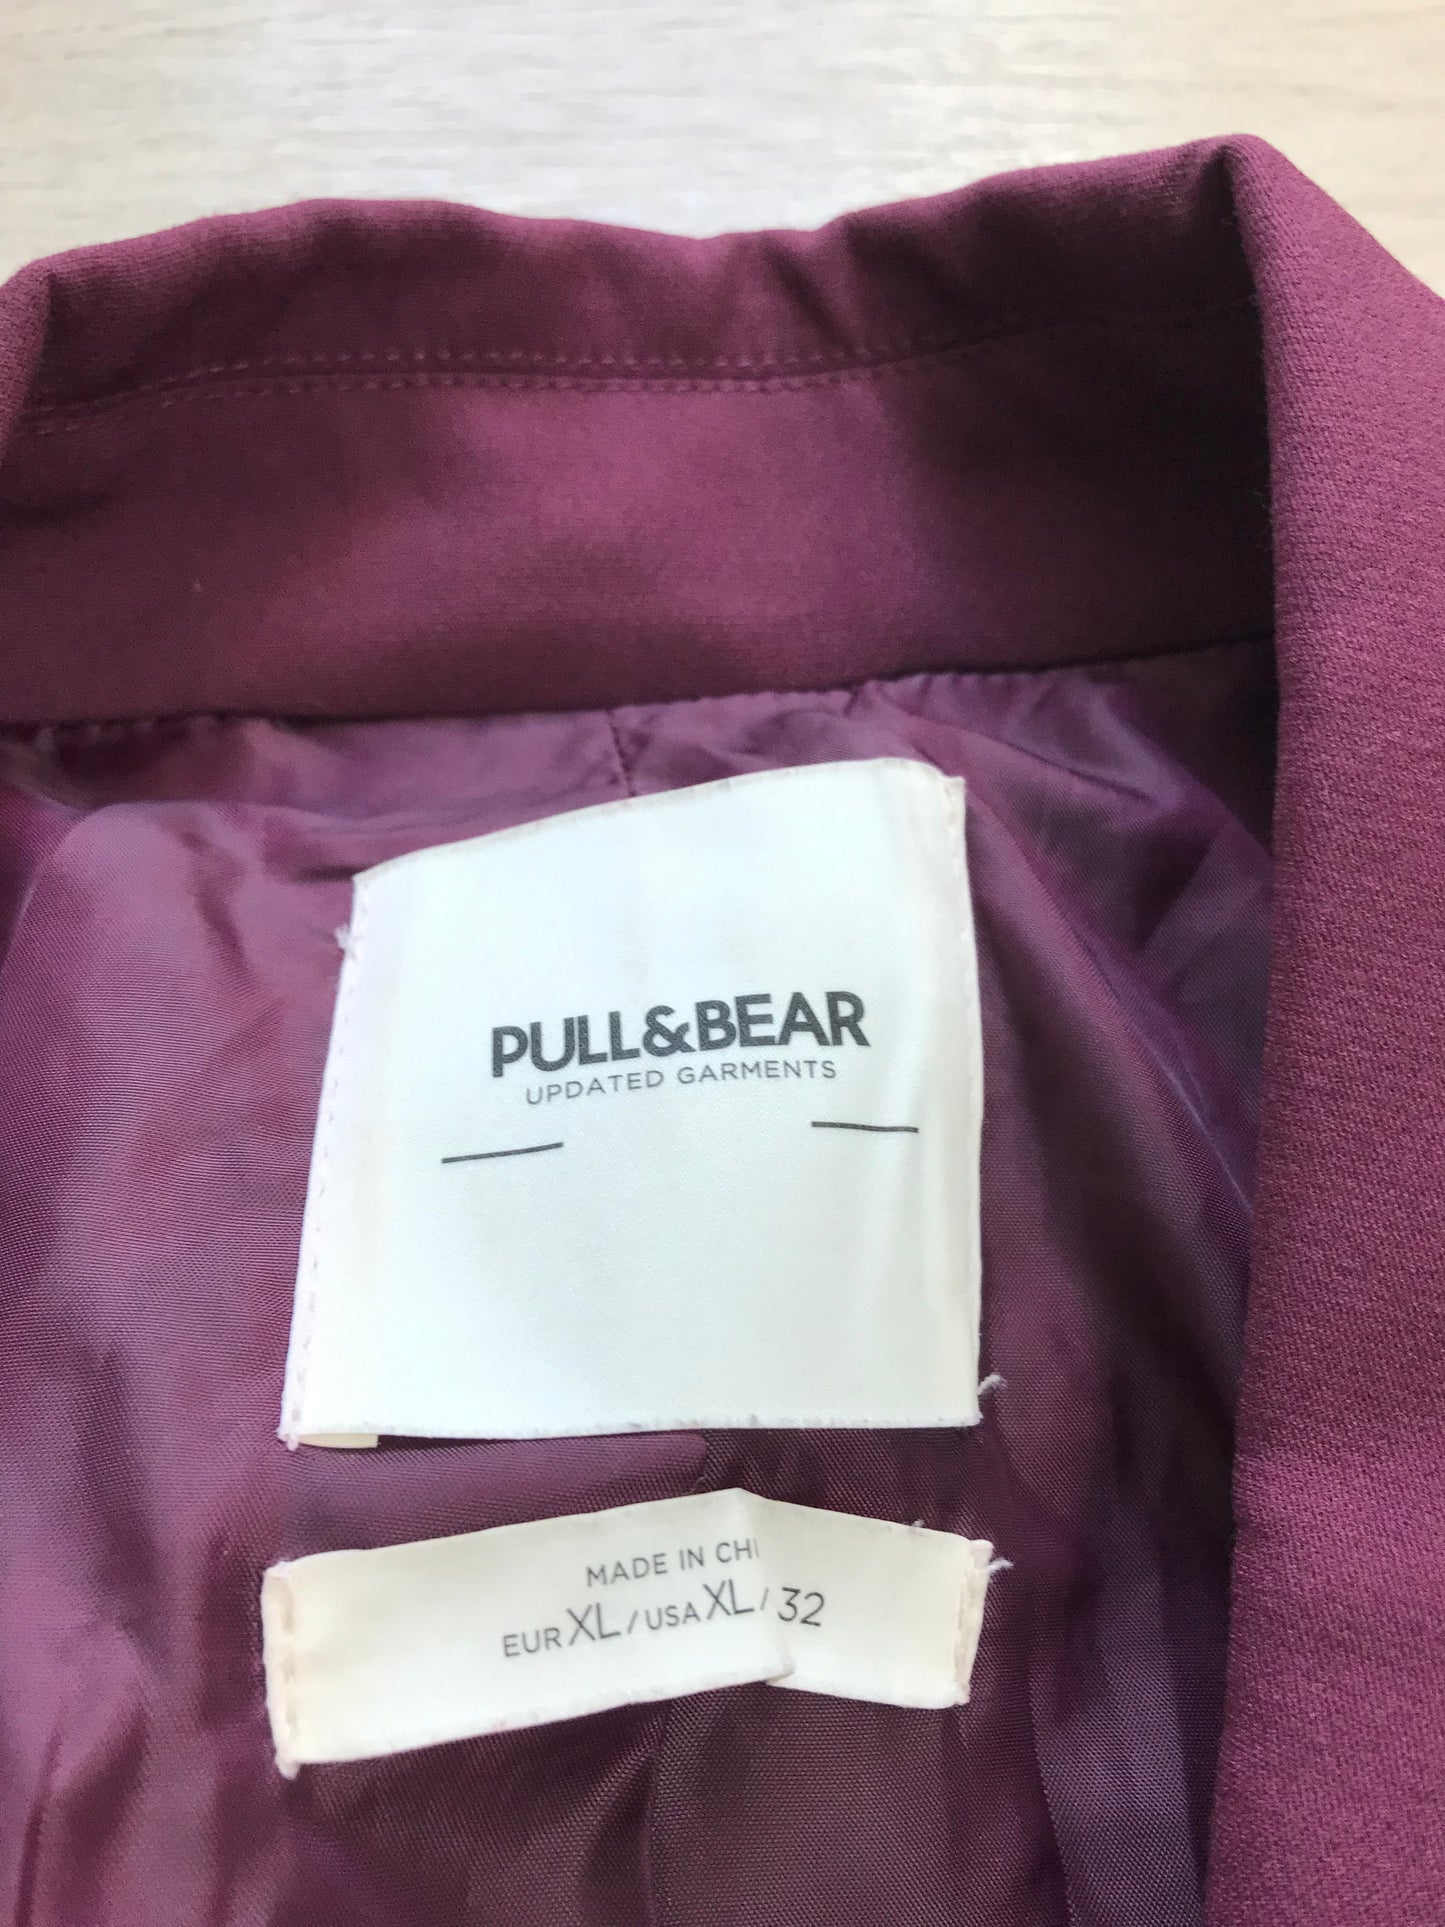 PULL&BEAR
UPDATED GARMENTS
MADE IN CHI
EUR XL / USA XL / 32